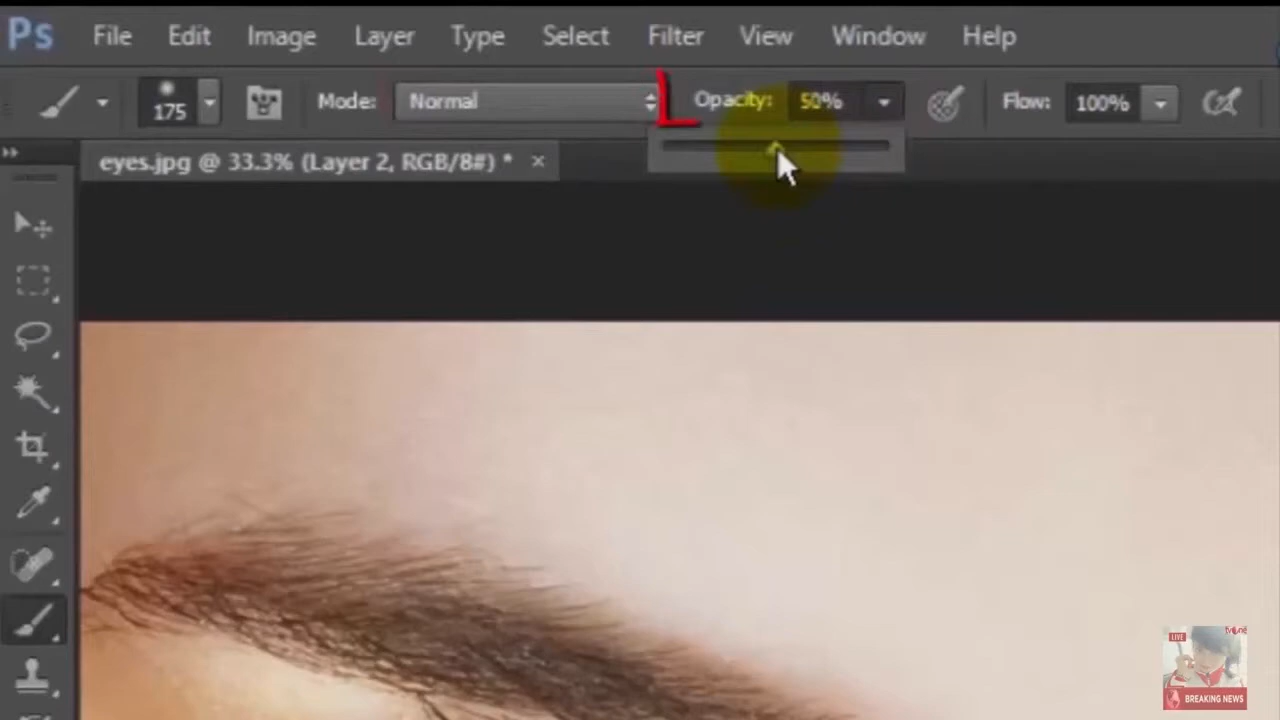 Ps File Edit Image Layer Type Select Filter View Window Help
175 Mode: Normal Opacity: 50% Flow: 100%
eyes.jpg @ 33.3% (Layer 2, RGB/8#) * ×
LIVE tvOne
BREAKING NEWS